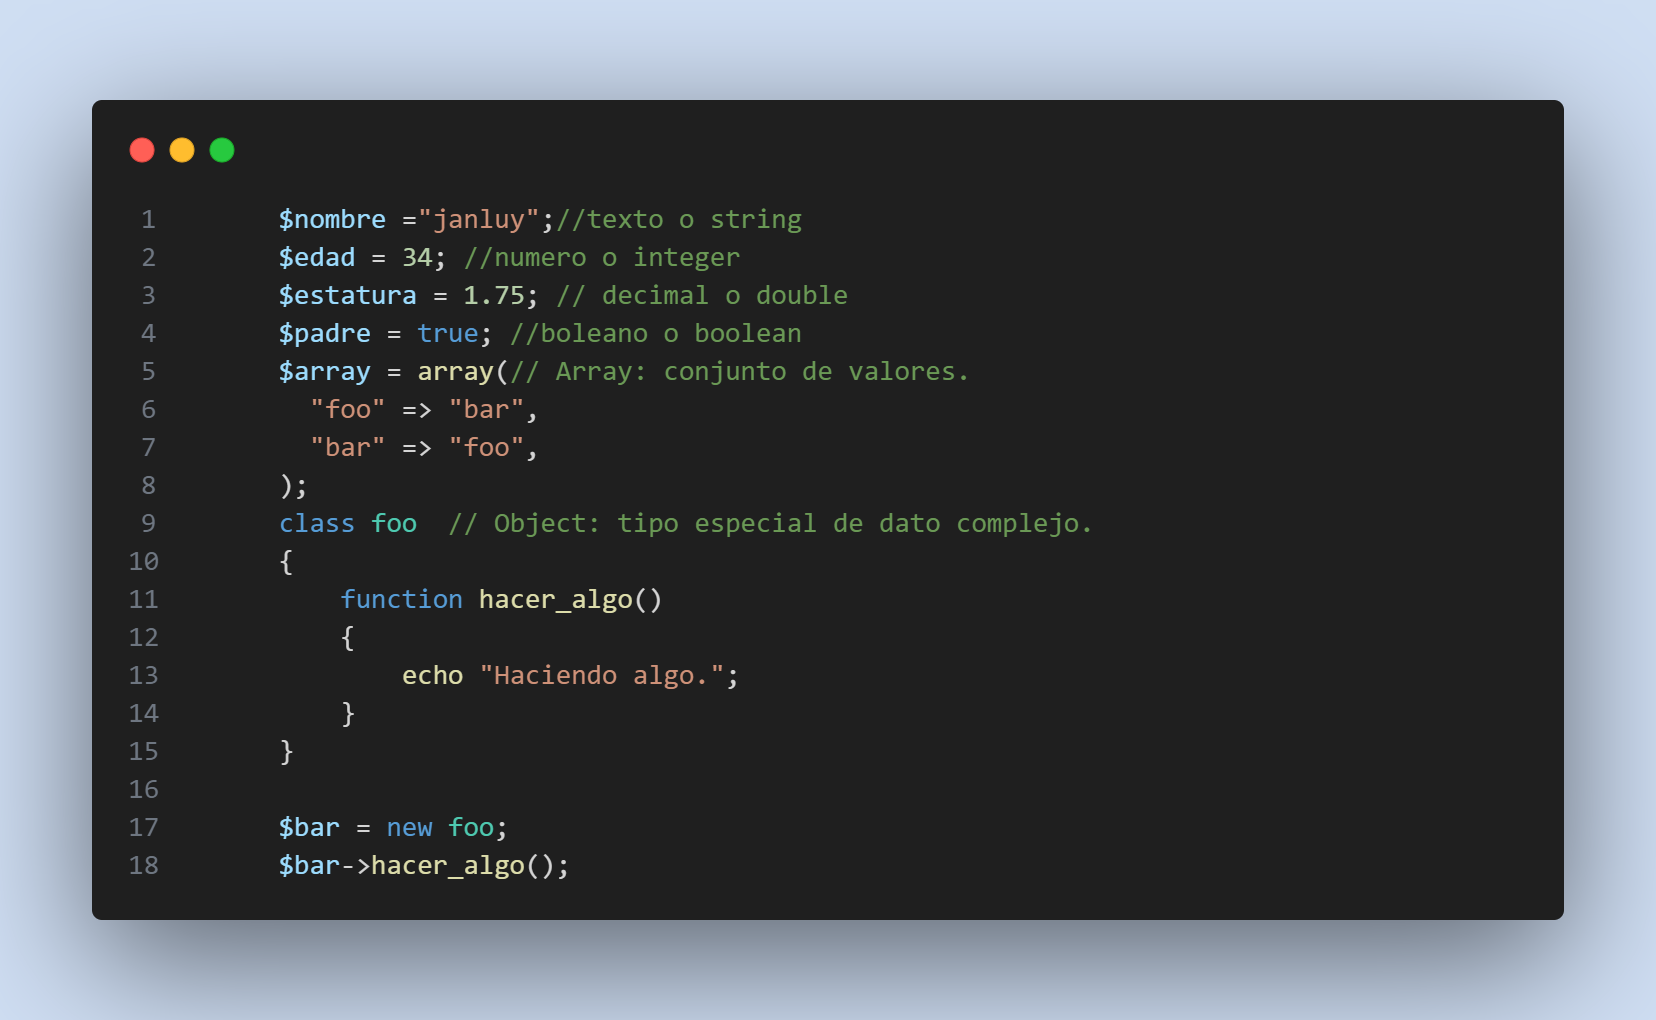 1 $nombre ="janluy";//texto o string
2 $edad = 34; //numero o integer
3 $estatura = 1.75; // decimal o double
4 $padre = true; //boleano o boolean
5 $array = array(// Array: conjunto de valores.
6   "foo" => "bar",
7   "bar" => "foo",
8 );
9 class foo  // Object: tipo especial de dato complejo.
10 {
11     function hacer_algo()
12     {
13         echo "Haciendo algo.";
14     }
15 }
16
17 $bar = new foo;
18 $bar->hacer_algo();